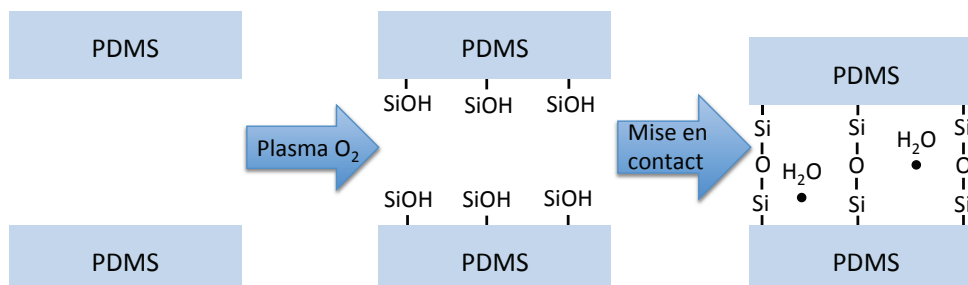 PDMS
PDMS
Plasma O₂
PDMS
SiOH SiOH SiOH
SiOH SiOH SiOH
PDMS
Mise en
contact
PDMS
Si Si Si
H₂O
O O O
H₂O
Si Si Si
PDMS